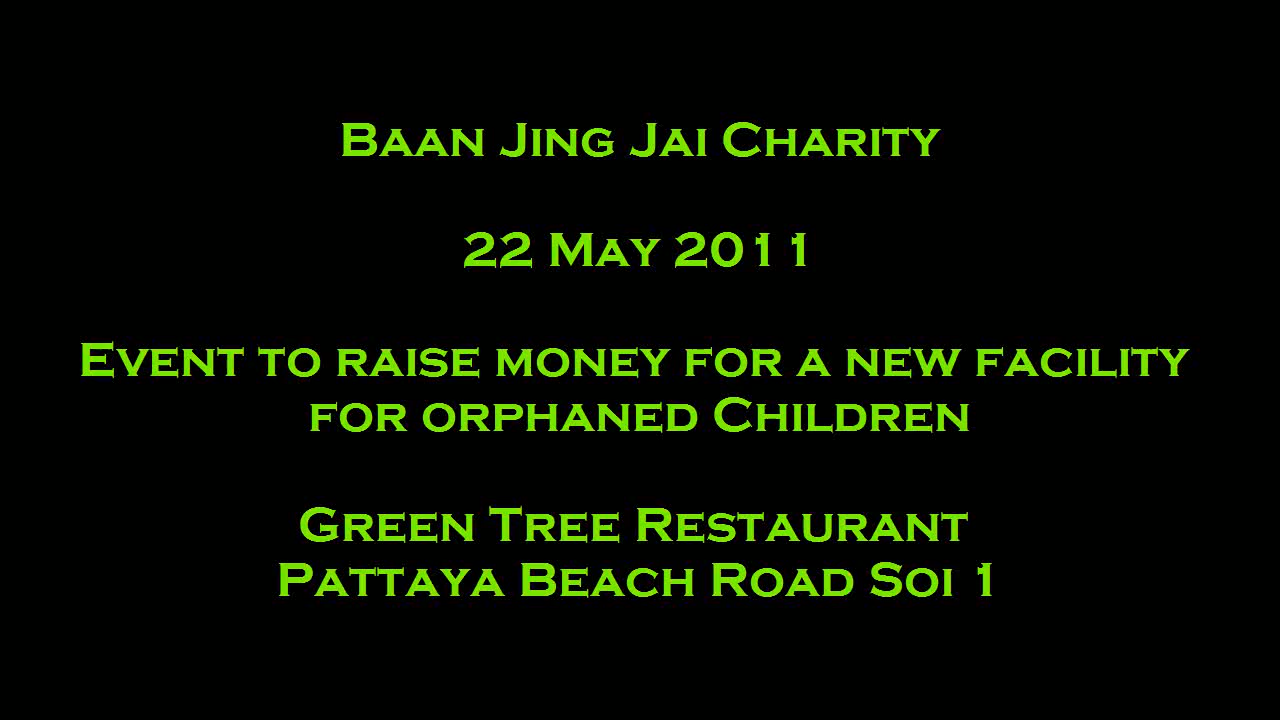 Baan Jing Jai Charity
22 May 2011
Event to raise money for a new facility
for orphaned Children
Green Tree Restaurant
Pattaya Beach Road Soi 1